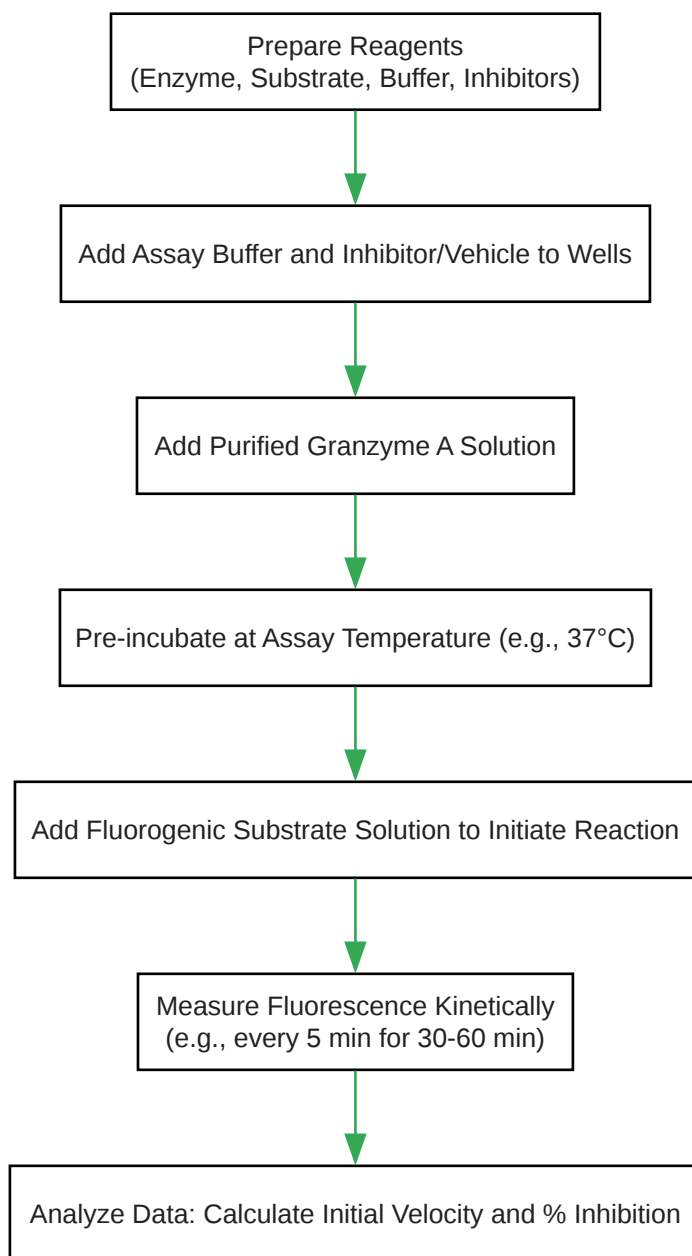 Prepare Reagents
(Enzyme, Substrate, Buffer, Inhibitors)
Add Assay Buffer and Inhibitor/Vehicle to Wells
Add Purified Granzyme A Solution
Pre-incubate at Assay Temperature (e.g., 37°C)
Add Fluorogenic Substrate Solution to Initiate Reaction
Measure Fluorescence Kinetically
(e.g., every 5 min for 30-60 min)
Analyze Data: Calculate Initial Velocity and % Inhibition